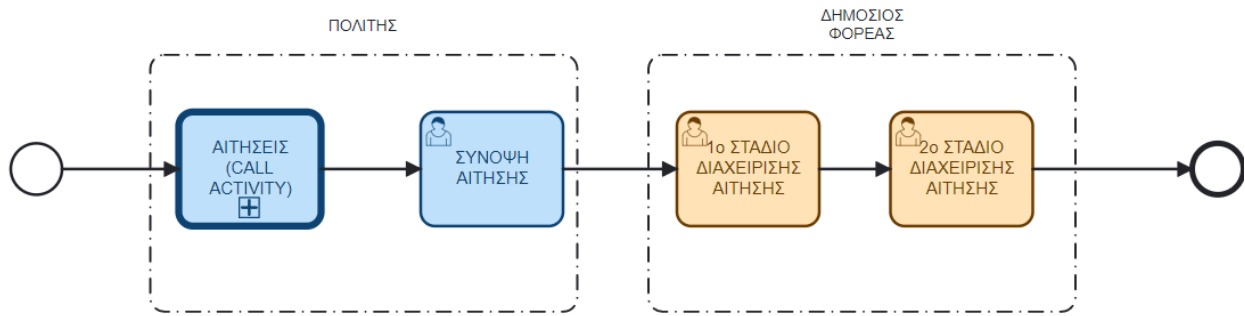 ΠΟΛΙΤΗΣ
ΔΗΜΟΣΙΟΣ
ΦΟΡΕΑΣ
ΑΙΤΗΣΕΙΣ
(CALL
ACTIVITY)
ΣΥΝΟΨΗ
ΑΙΤΗΣΗΣ
1ο ΣΤΑΔΙΟ
ΔΙΑΧΕΙΡΙΣΗΣ
ΑΙΤΗΣΗΣ
2ο ΣΤΑΔΙΟ
ΔΙΑΧΕΙΡΙΣΗΣ
ΑΙΤΗΣΗΣ